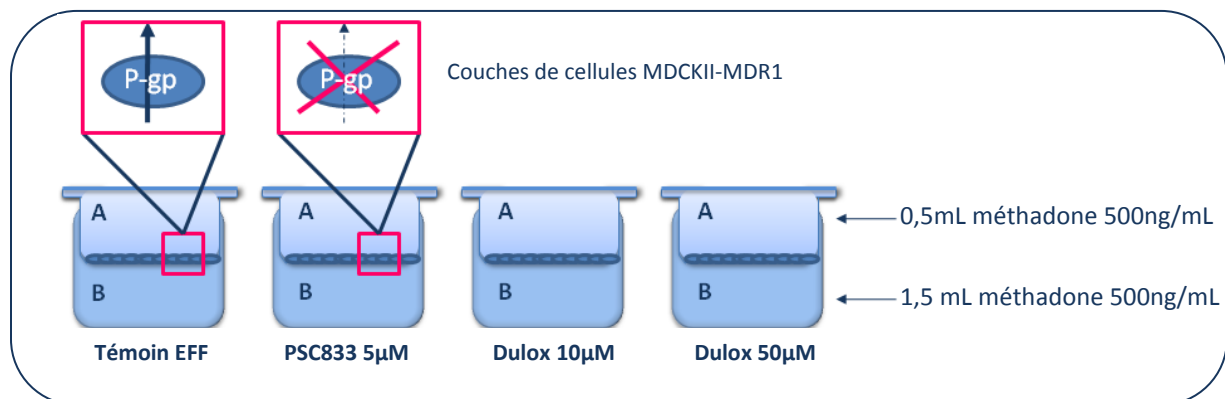 P-gp P-gp
Couches de cellules MDCKII-MDR1
A A A A
0,5mL méthadone 500ng/mL
B B B B
1,5 mL méthadone 500ng/mL
Témoin EFF PSC833 5µM Dulox 10µM Dulox 50µM